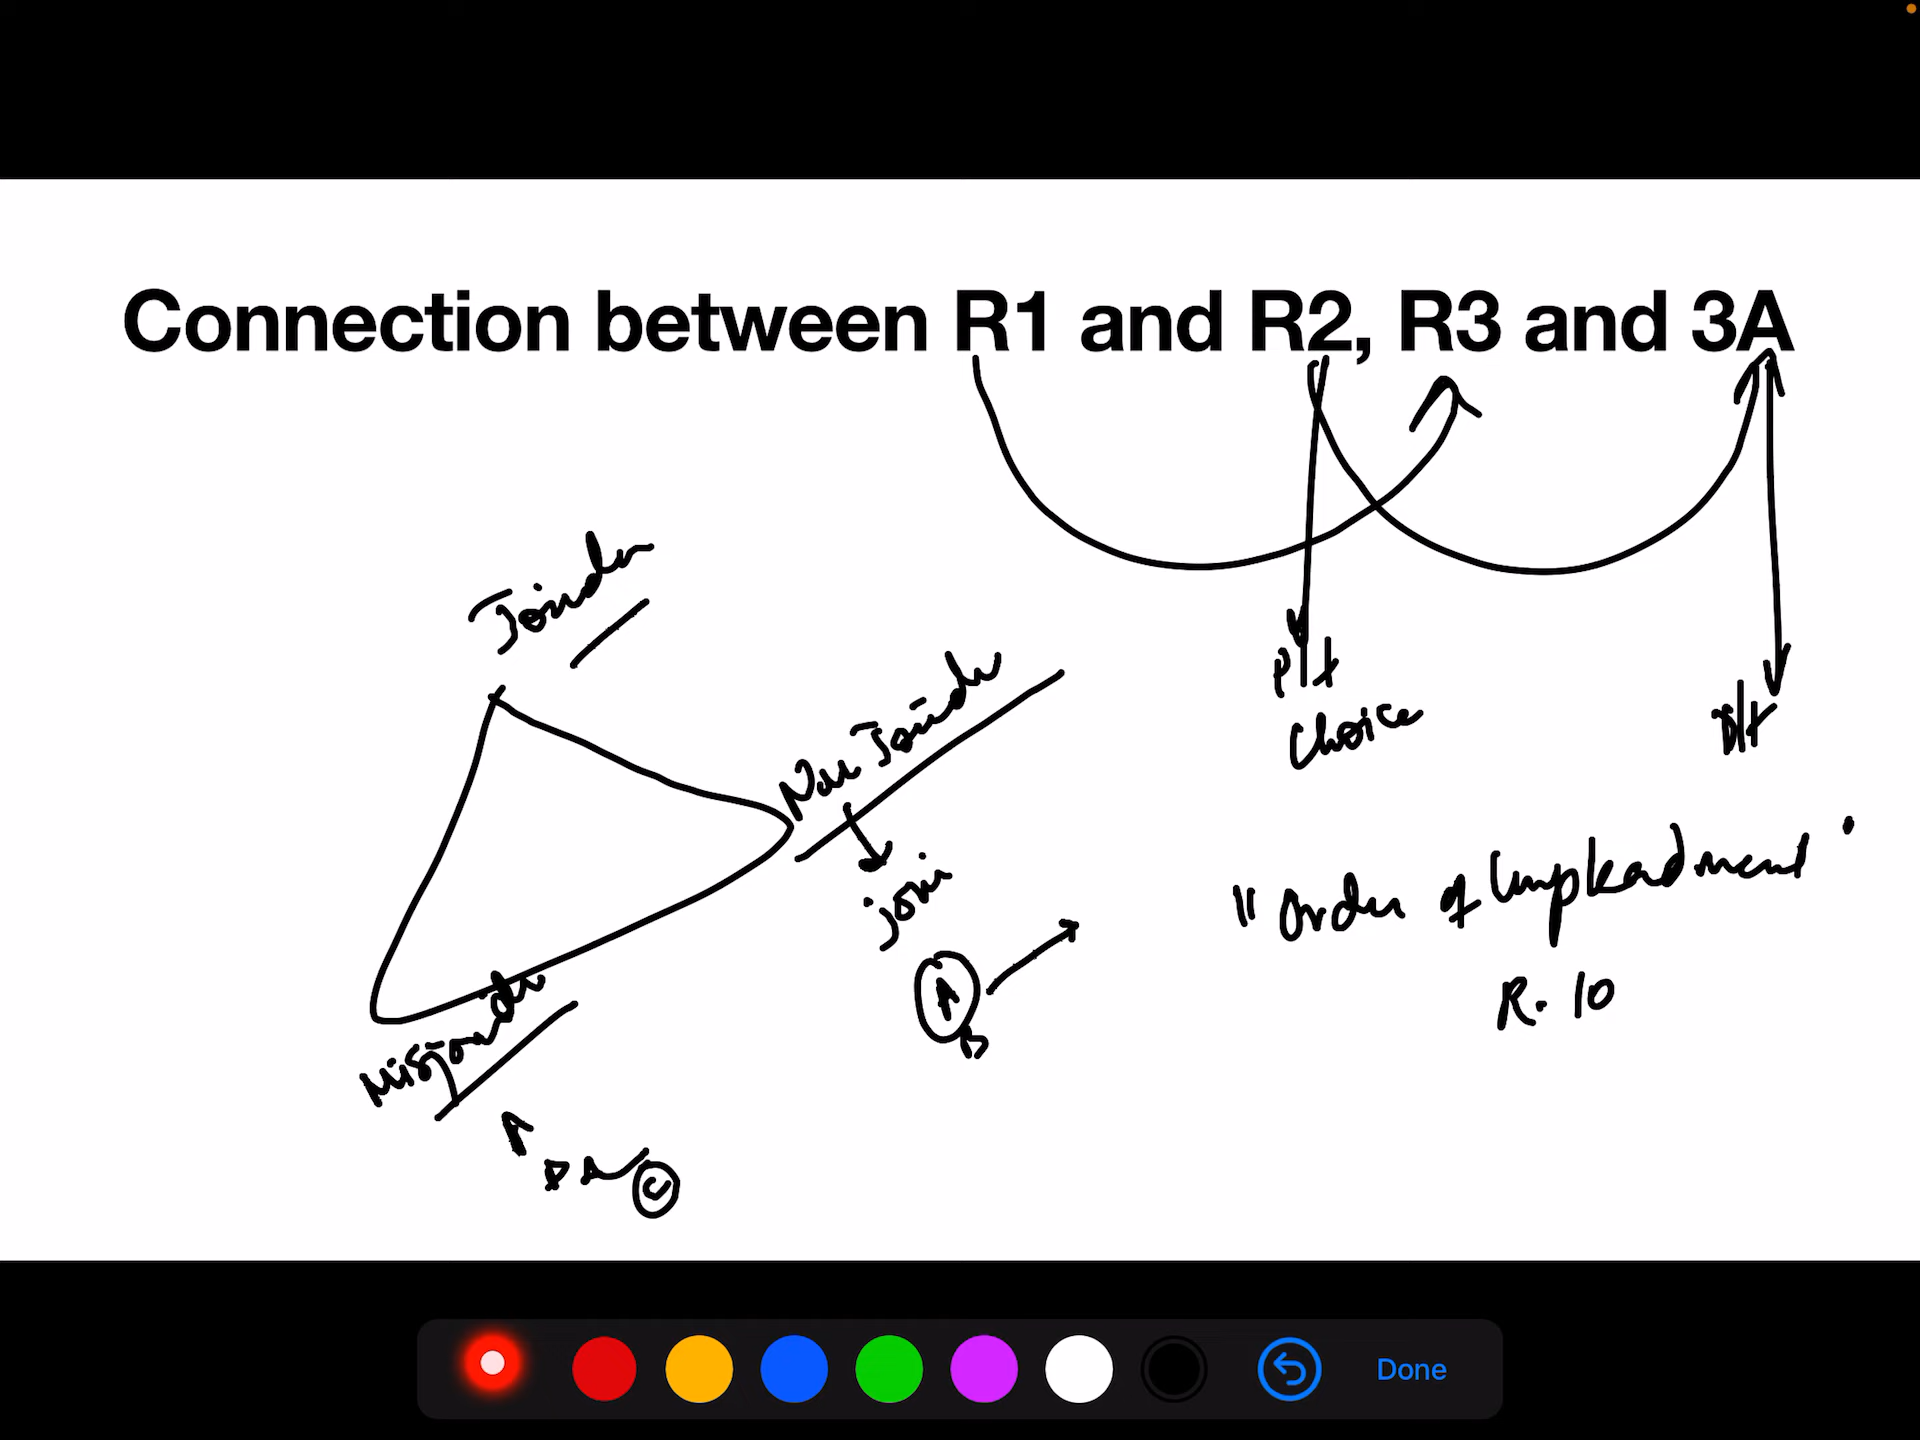 Connection between R1 and R2, R3 and 3A
Joinder
Non Joinder
join
A
B
Misjoinder
A
B A C
Plt
Choice
D/t
"Order of Impleadment"
R. 10
Done